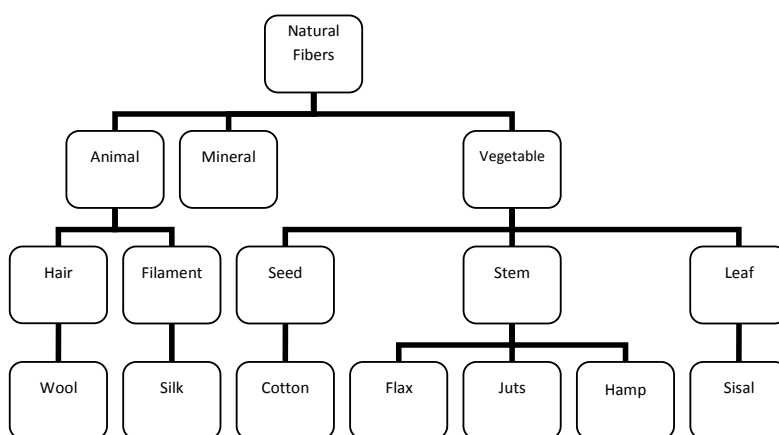 Natural
Fibers
Animal
Mineral
Vegetable
Hair
Filament
Seed
Stem
Leaf
Wool
Silk
Cotton
Flax
Juts
Hamp
Sisal